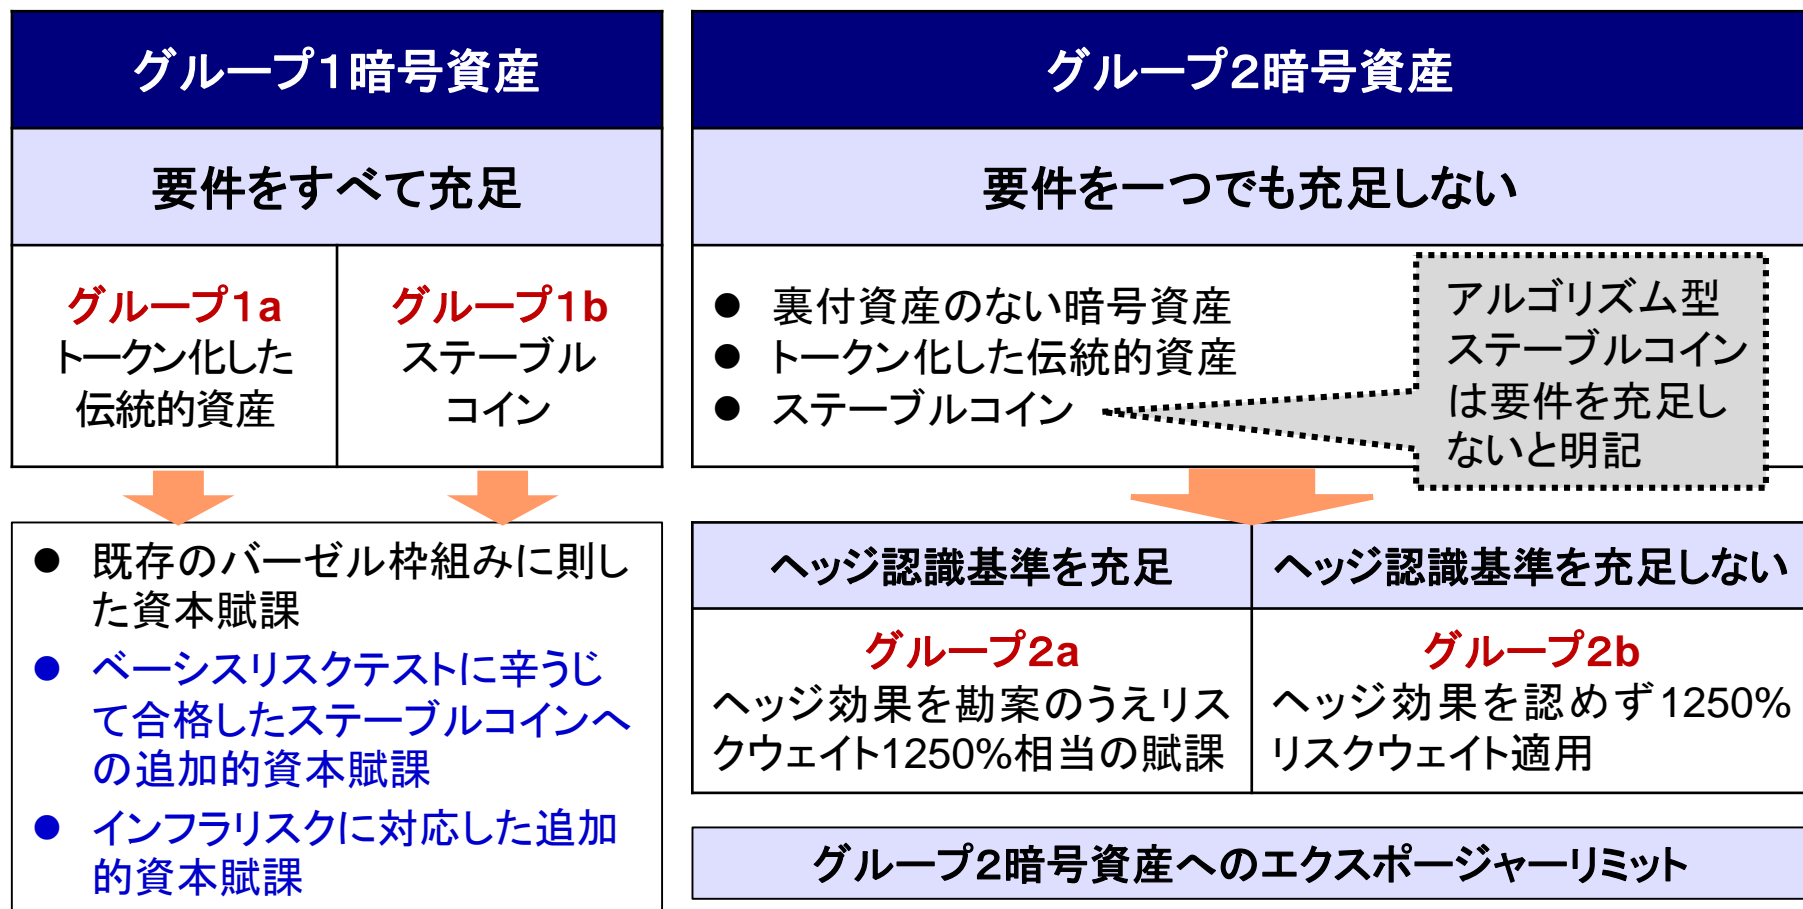 グループ1暗号資産
要件をすべて充足
グループ1a
トークン化した
伝統的資産
グループ1b
ステーブル
コイン
● 既存のバーゼル枠組みに則し
た資本賦課
● ベーシスリスクテストに辛うじ
て合格したステーブルコインへ
の追加的資本賦課
● インフラリスクに対応した追加
的資本賦課
グループ2暗号資産
要件を一つでも充足しない
● 裏付資産のない暗号資産
● トークン化した伝統的資産
● ステーブルコイン
アルゴリズム型
ステーブルコイン
は要件を充足し
ないと明記
ヘッジ認識基準を充足
グループ2a
ヘッジ効果を勘案のうえリス
クウェイト1250%相当の賦課
ヘッジ認識基準を充足しない
グループ2b
ヘッジ効果を認めず1250%
リスクウェイト適用
グループ2暗号資産へのエクスポージャーリミット